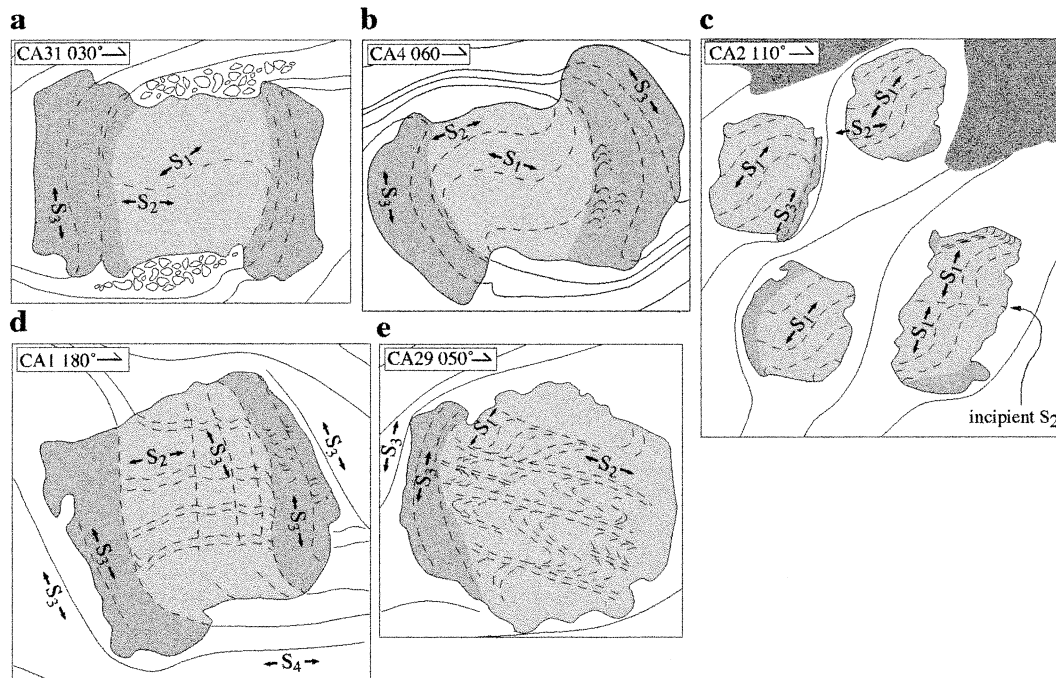 a
CA31 030°
S1
S2
S3
b
CA4 060
S2
S1
S3
S3
c
CA2 110°
S1
S2
S1
S3
S1
S1
S1
incipient S2
d
CA1 180°
S2
S3
S3
S3
S3
S3
S4
e
CA29 050°
S3
S1
S3
S2